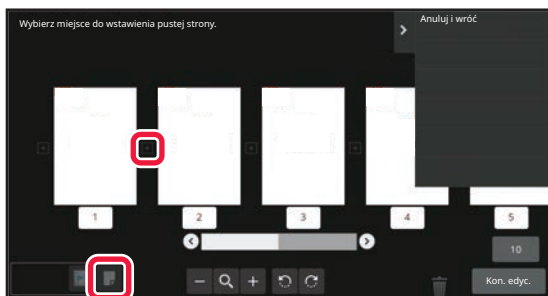 Wybierz miejsce do wstawienia pustej strony.
Anuluj i wróć
1 2 3 4 5
10
Kon. edyc.